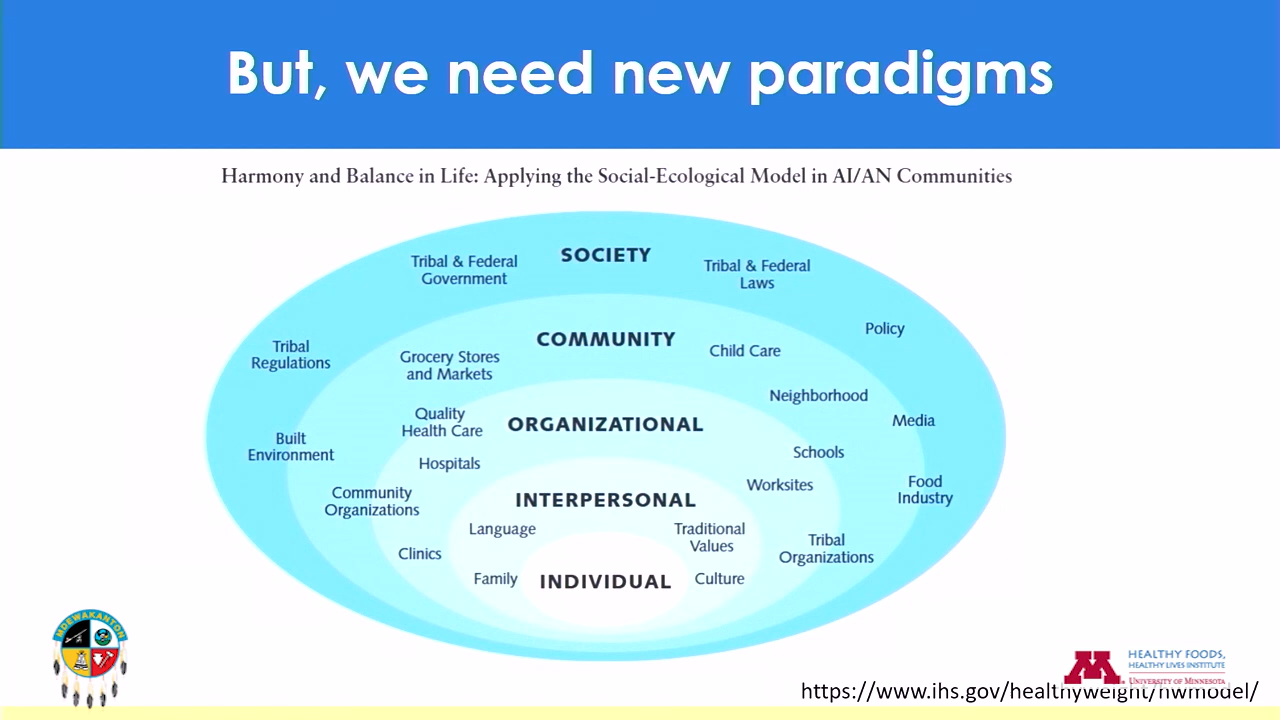 But, we need new paradigms
Harmony and Balance in Life: Applying the Social-Ecological Model in AI/AN Communities
SOCIETY
Tribal & Federal
Government
Tribal & Federal
Laws
Policy
Tribal
Regulations
Media
Built
Environment
Food
Industry
COMMUNITY
Grocery Stores
and Markets
Child Care
Neighborhood
Community
Organizations
Tribal
Organizations
ORGANIZATIONAL
Quality
Health Care
Schools
Hospitals
Worksites
Clinics
INTERPERSONAL
Language
Traditional
Values
Family
Culture
INDIVIDUAL
MDEWAKANTON
M
HEALTHY FOODS,
HEALTHY LIVES INSTITUTE
UNIVERSITY OF MINNESOTA
https://www.ihs.gov/healthyweight/hwmodel/